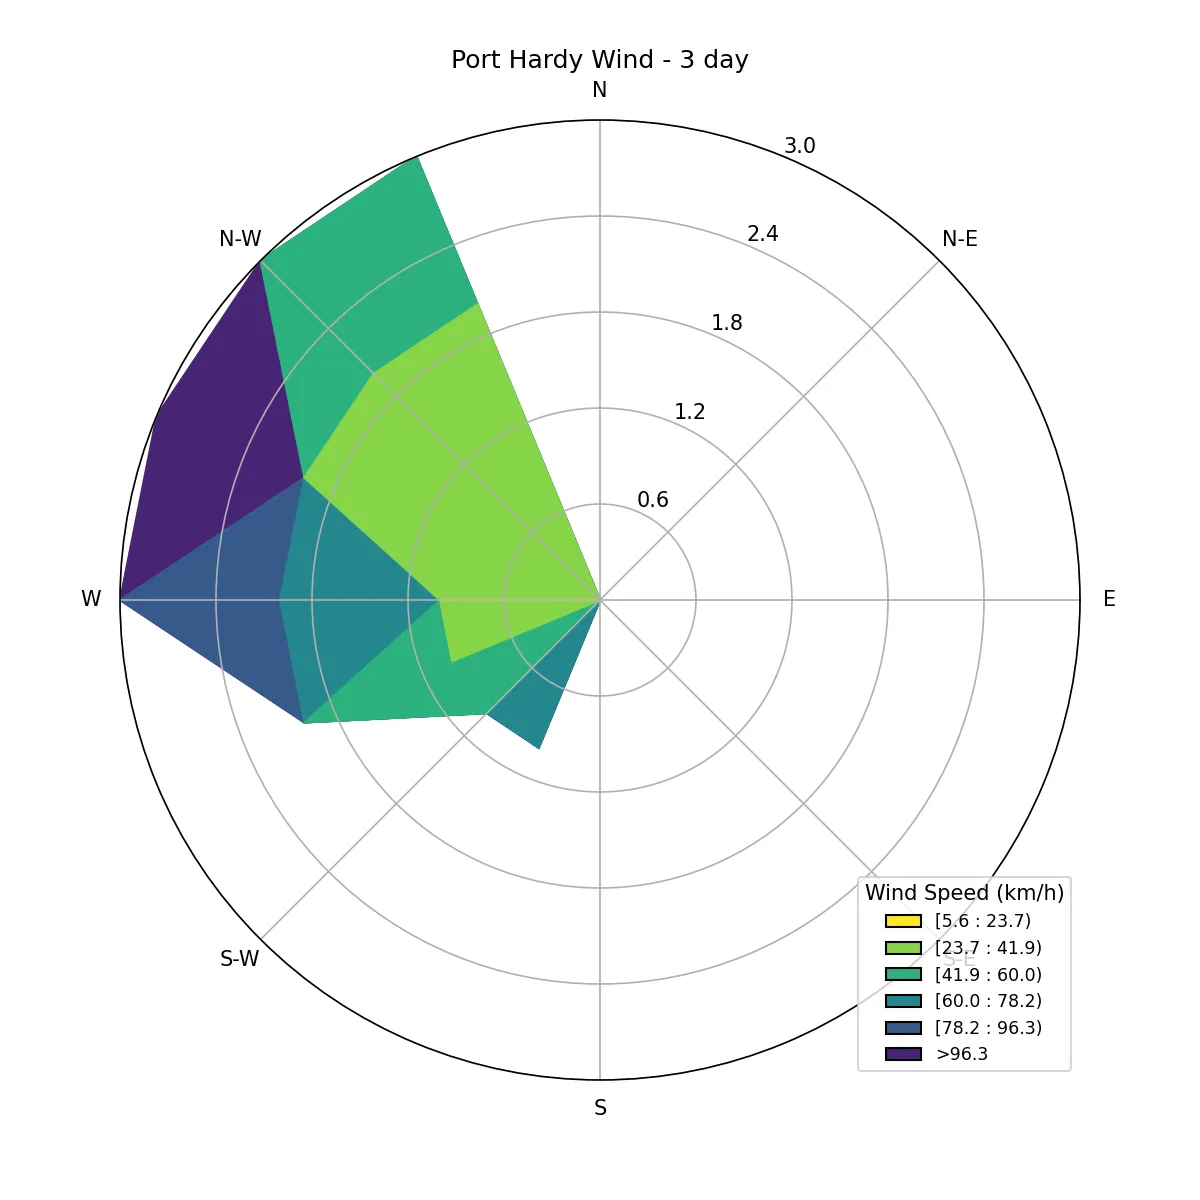 Port Hardy Wind - 3 day
N
3.0
2.4
N-W
N-E
1.8
1.2
0.6
W
E
Wind Speed (km/h)
[5.6 : 23.7)
[23.7 : 41.9)
S-W
S-E
[41.9 : 60.0)
[60.0 : 78.2)
[78.2 : 96.3)
>96.3
S